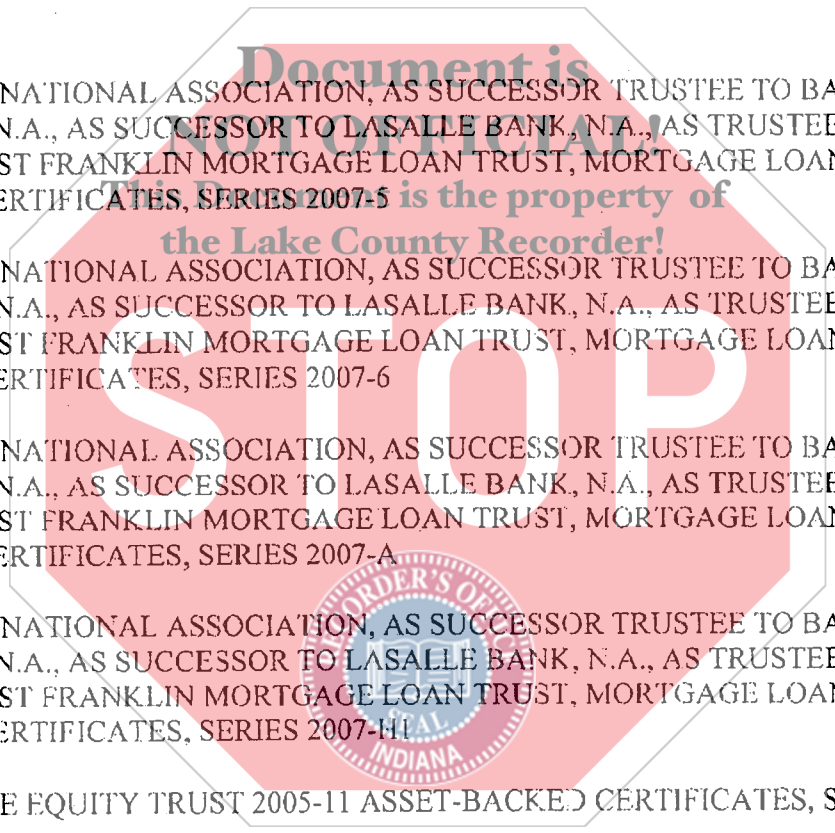 Document is
NATIONAL ASSOCIATION, AS SUCCESSOR TRUSTEE TO BA
N.A., AS SUCCESSOR TO LASALLE BANK, N.A., AS TRUSTEE
NOT OFFICIAL!
ST FRANKLIN MORTGAGE LOAN TRUST, MORTGAGE LOAN
ERTIFICATES, SERIES 2007-5
This Document is the property of
the Lake County Recorder!
NATIONAL ASSOCIATION, AS SUCCESSOR TRUSTEE TO BA
N.A., AS SUCCESSOR TO LASALLE BANK, N.A., AS TRUSTEE
ST FRANKLIN MORTGAGE LOAN TRUST, MORTGAGE LOAN
ERTIFICATES, SERIES 2007-6
STOP
NATIONAL ASSOCIATION, AS SUCCESSOR TRUSTEE TO BA
N.A., AS SUCCESSOR TO LASALLE BANK, N.A., AS TRUSTEE
ST FRANKLIN MORTGAGE LOAN TRUST, MORTGAGE LOAN
ERTIFICATES, SERIES 2007-A
NATIONAL ASSOCIATION, AS SUCCESSOR TRUSTEE TO BA
N.A., AS SUCCESSOR TO LASALLE BANK, N.A., AS TRUSTEE
ST FRANKLIN MORTGAGE LOAN TRUST, MORTGAGE LOAN
ERTIFICATES, SERIES 2007-H1
SEAL
INDIANA
E EQUITY TRUST 2005-11 ASSET-BACKED CERTIFICATES, S